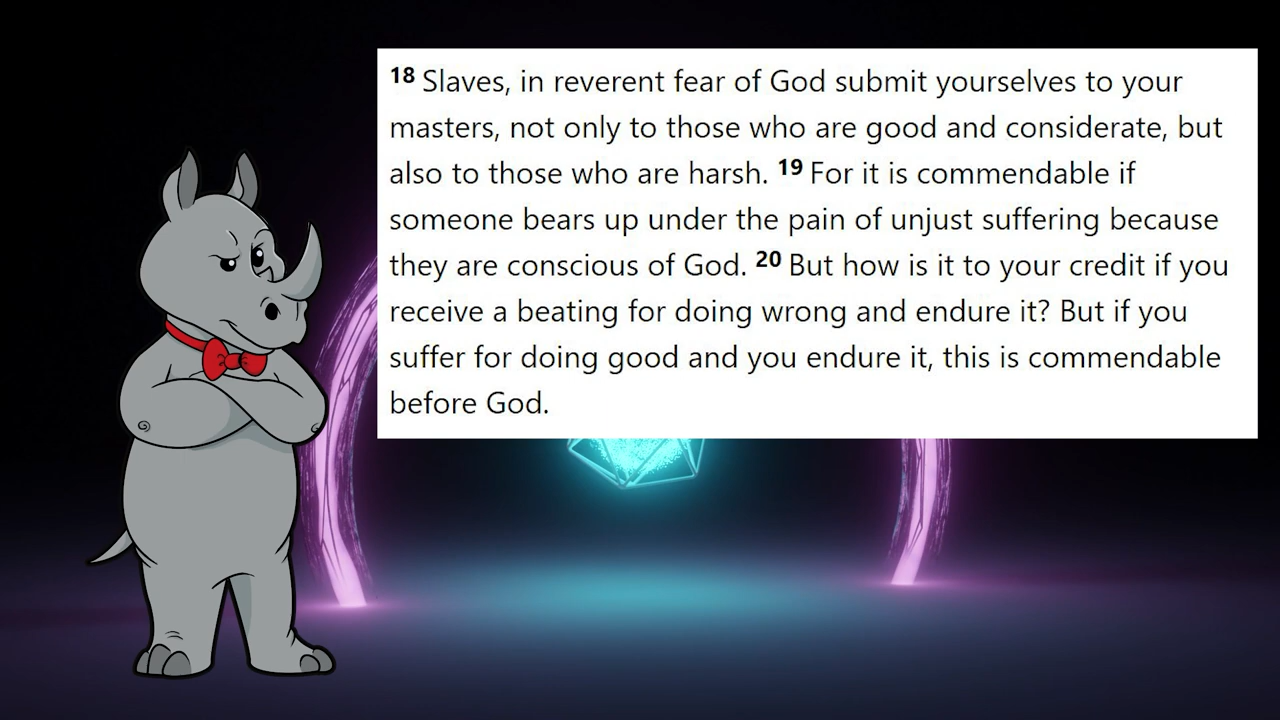 18 Slaves, in reverent fear of God submit yourselves to your
masters, not only to those who are good and considerate, but
also to those who are harsh. 19 For it is commendable if
someone bears up under the pain of unjust suffering because
they are conscious of God. 20 But how is it to your credit if you
receive a beating for doing wrong and endure it? But if you
suffer for doing good and you endure it, this is commendable
before God.